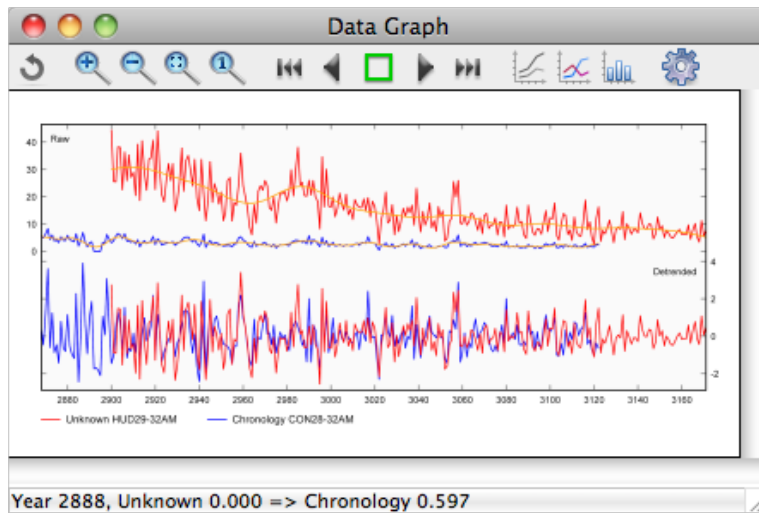 Data Graph
1
Raw
40
30
20
10
0
Detrended
4
2
0
-2
2880 2900 2920 2940 2960 2980 3000 3020 3040 3060 3080 3100 3120 3140 3160
Unknown HUD29-32AM Chronology CON28-32AM
Year 2888, Unknown 0.000 => Chronology 0.597